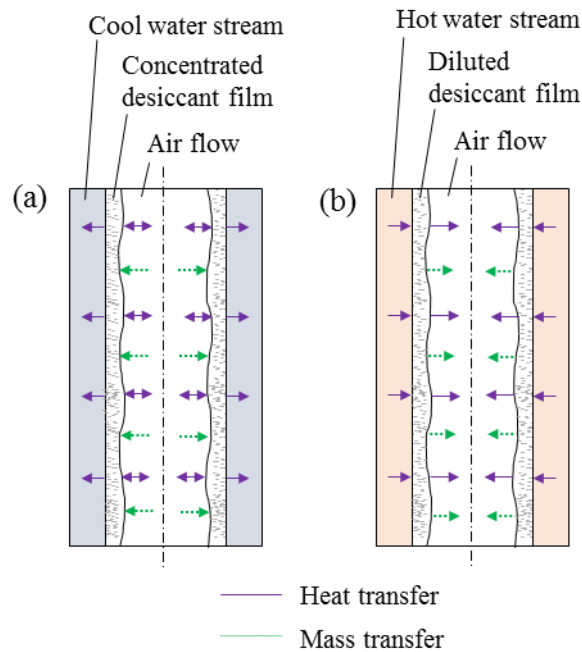 Cool water stream
Concentrated
desiccant film
Air flow
(a)
Hot water stream
Diluted
desiccant film
Air flow
(b)
Heat transfer
Mass transfer